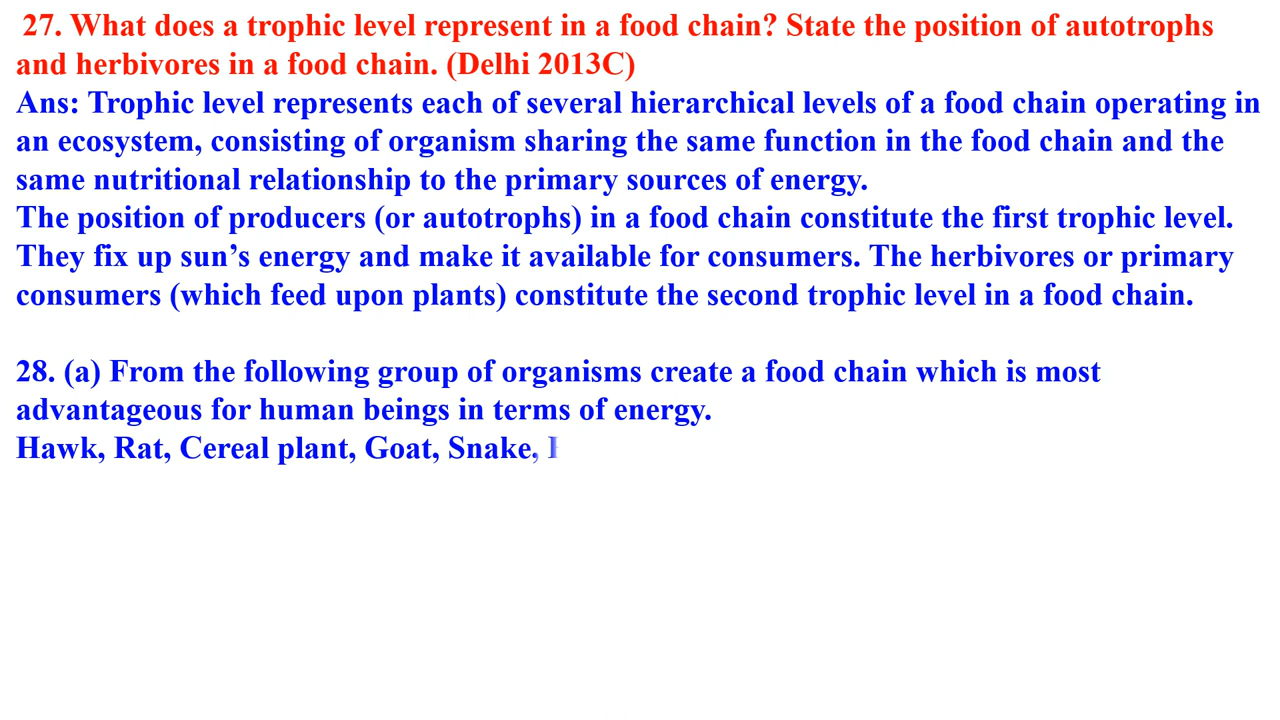 27. What does a trophic level represent in a food chain? State the position of autotrophs
and herbivores in a food chain. (Delhi 2013C)
Ans: Trophic level represents each of several hierarchical levels of a food chain operating in
an ecosystem, consisting of organism sharing the same function in the food chain and the
same nutritional relationship to the primary sources of energy.
The position of producers (or autotrophs) in a food chain constitute the first trophic level.
They fix up sun’s energy and make it available for consumers. The herbivores or primary
consumers (which feed upon plants) constitute the second trophic level in a food chain.
28. (a) From the following group of organisms create a food chain which is most
advantageous for human beings in terms of energy.
Hawk, Rat, Cereal plant, Goat, Snake,